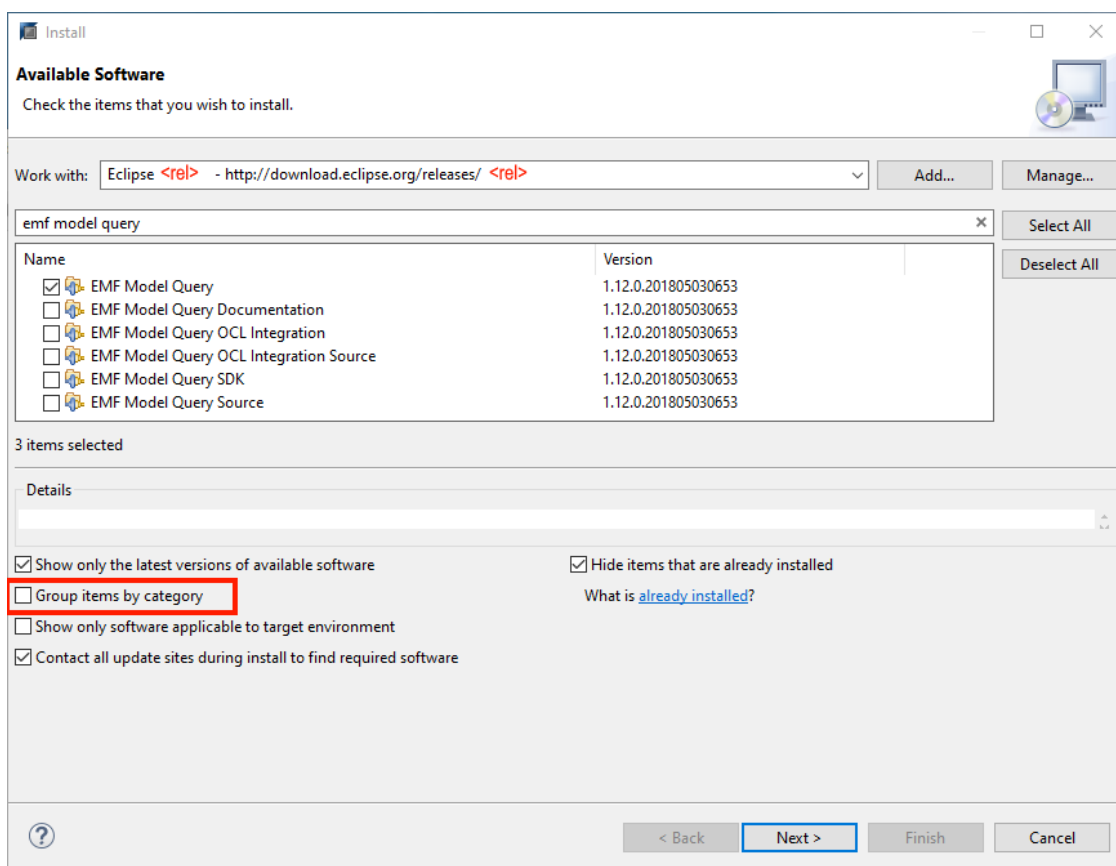 Install
Available Software
Check the items that you wish to install.
Work with: Eclipse <rel> - http://download.eclipse.org/releases/ <rel> Add... Manage...
emf model query Select All
Name Version Deselect All
EMF Model Query 1.12.0.201805030653
EMF Model Query Documentation 1.12.0.201805030653
EMF Model Query OCL Integration 1.12.0.201805030653
EMF Model Query OCL Integration Source 1.12.0.201805030653
EMF Model Query SDK 1.12.0.201805030653
EMF Model Query Source 1.12.0.201805030653
3 items selected
Details
Show only the latest versions of available software Hide items that are already installed
Group items by category What is already installed?
Show only software applicable to target environment
Contact all update sites during install to find required software
? < Back Next > Finish Cancel